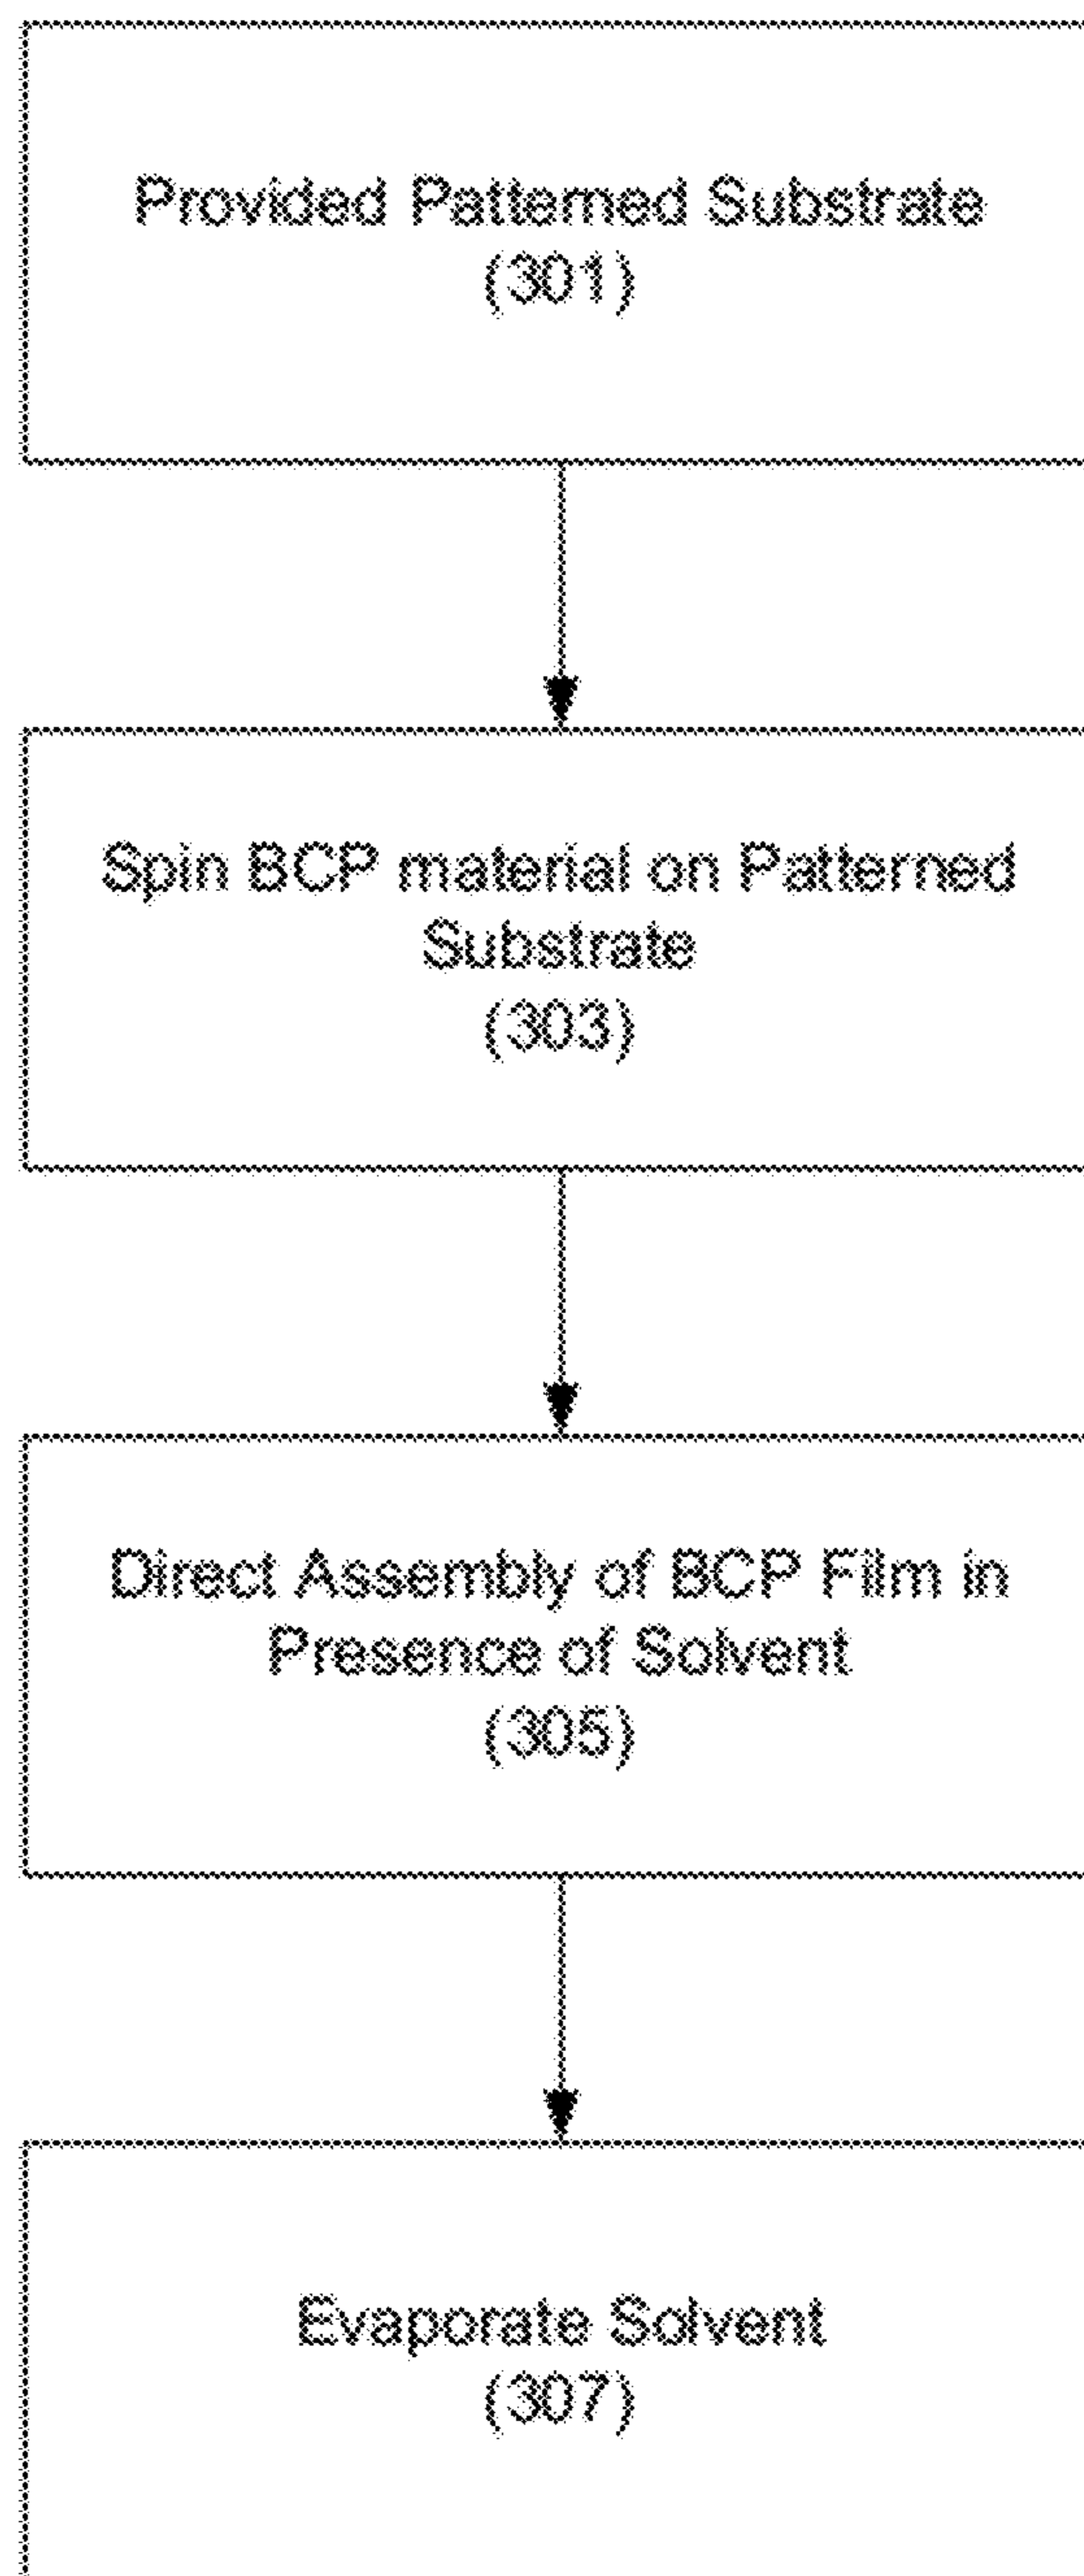 Provided Patterned Substrate
(301)
Spin BCP material on Patterned
Substrate
(303)
Direct Assembly of BCP Film in
Presence of Solvent
(305)
Evaporate Solvent
(307)